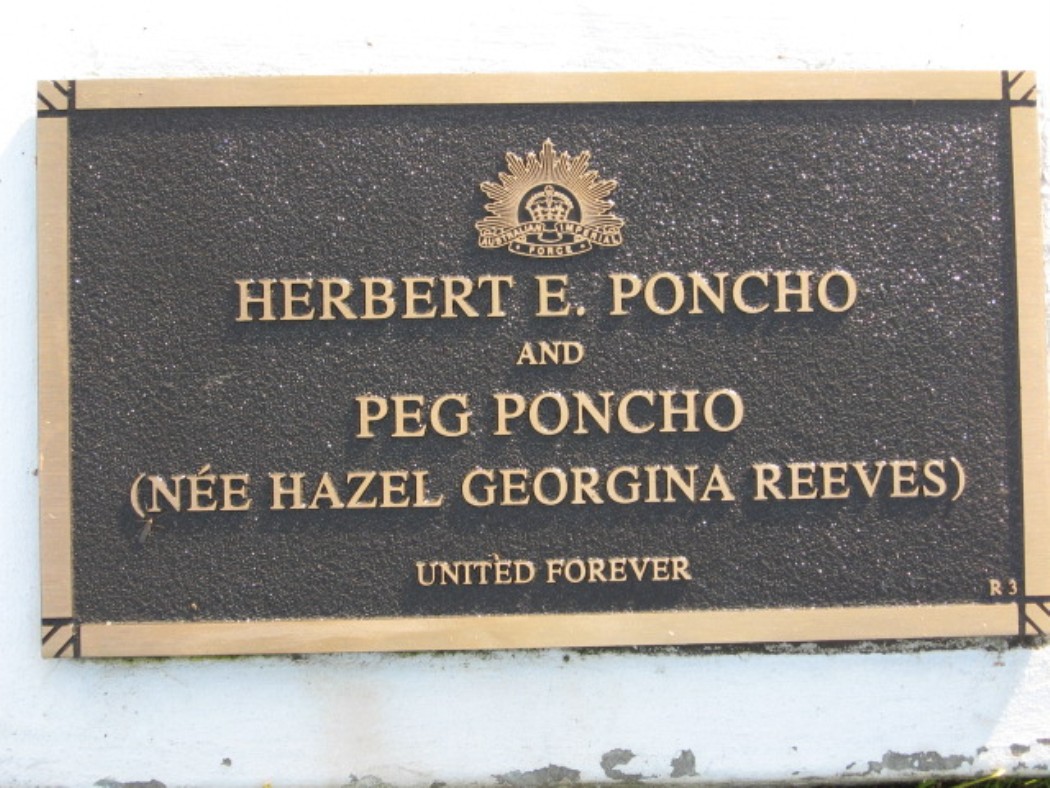 AUSTRALIAN IMPERIAL
FORCE
HERBERT E. PONCHO
AND
PEG PONCHO
(NÉE HAZEL GEORGINA REEVES)
UNITED FOREVER
R 3